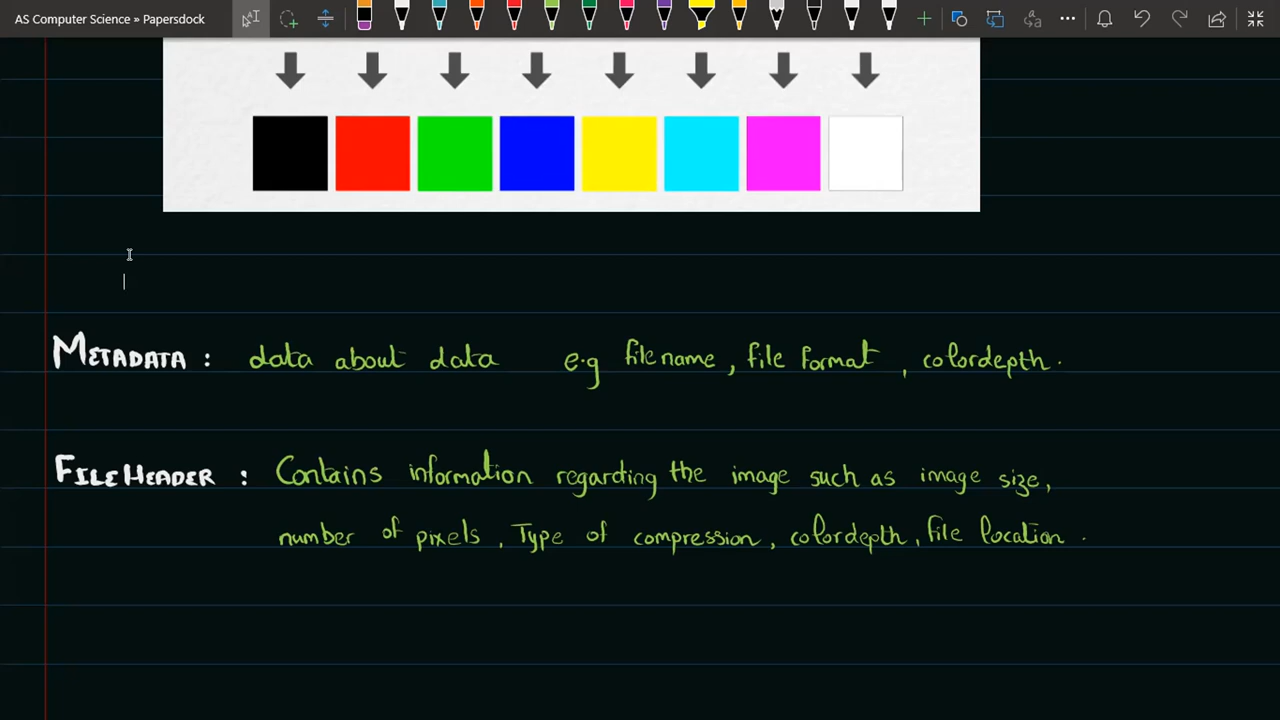 AS Computer Science » Papersdock
METADATA : data about data e.g filename, file format, colordepth.
FILEHEADER : Contains information regarding the image such as image size,
number of pixels, Type of compression, colordepth, file location.